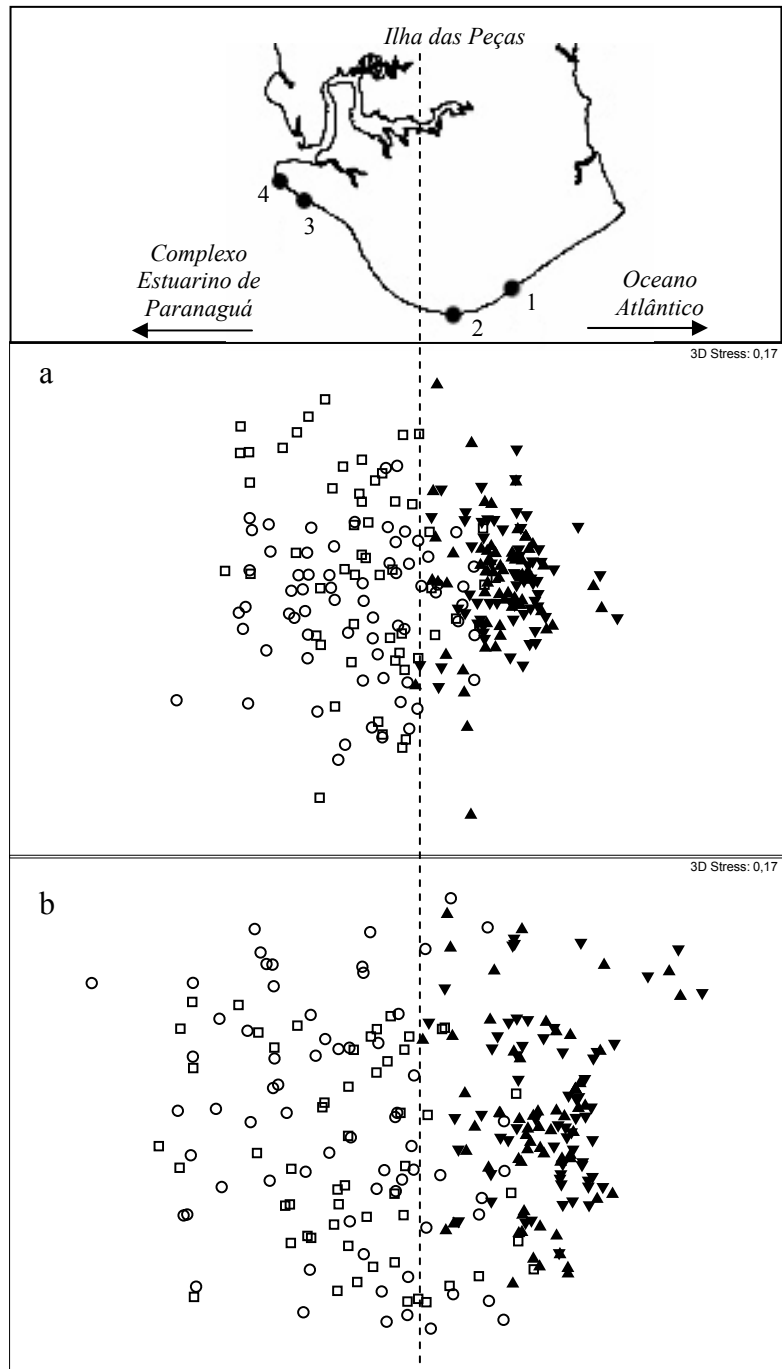 Ilha das Peças
4
3
Complexo
Estuarino de
Paranaguá
1
2
Oceano
Atlântico
3D Stress: 0,17
a
3D Stress: 0,17
b